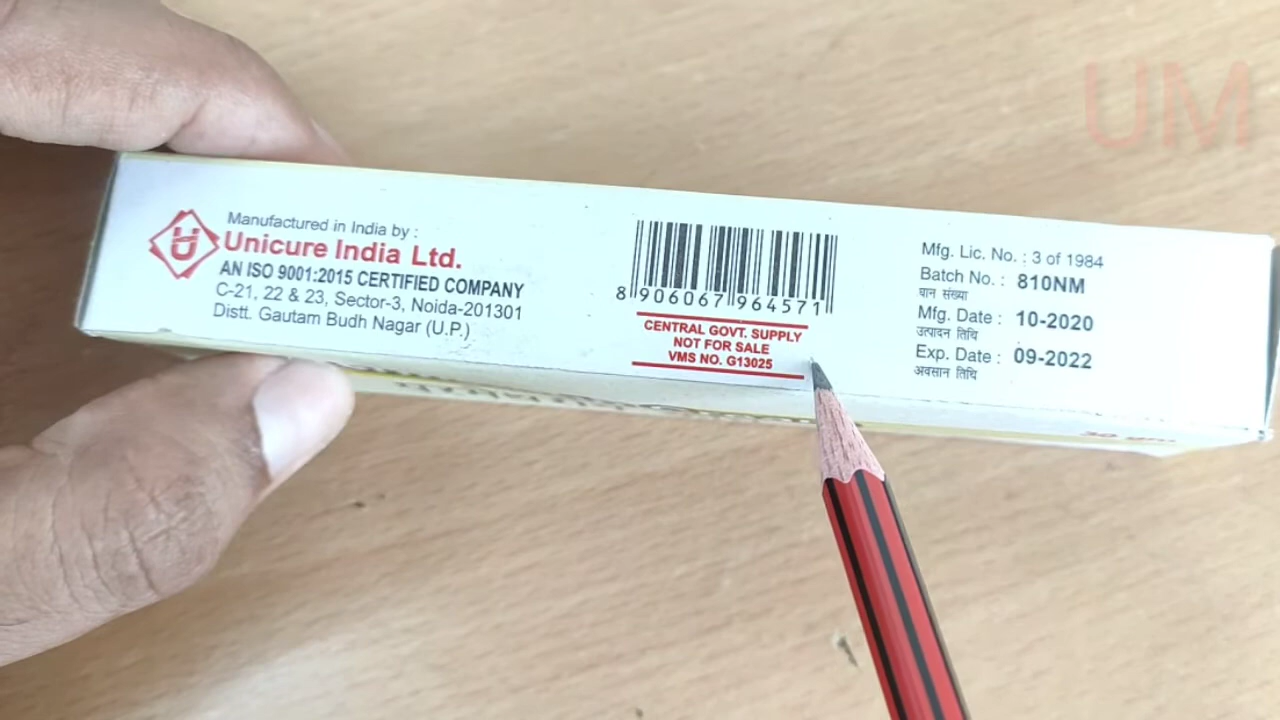 UM
Manufactured in India by :
Unicure India Ltd.
AN ISO 9001:2015 CERTIFIED COMPANY
C-21, 22 & 23, Sector-3, Noida-201301
Distt. Gautam Budh Nagar (U.P.)
8 906067 964571
CENTRAL GOVT. SUPPLY
NOT FOR SALE
VMS NO. G13025
Mfg. Lic. No. : 3 of 1984
Batch No. : 810NM
घान संख्या
Mfg. Date : 10-2020
उत्पादन तिथि
Exp. Date : 09-2022
अवसान तिथि